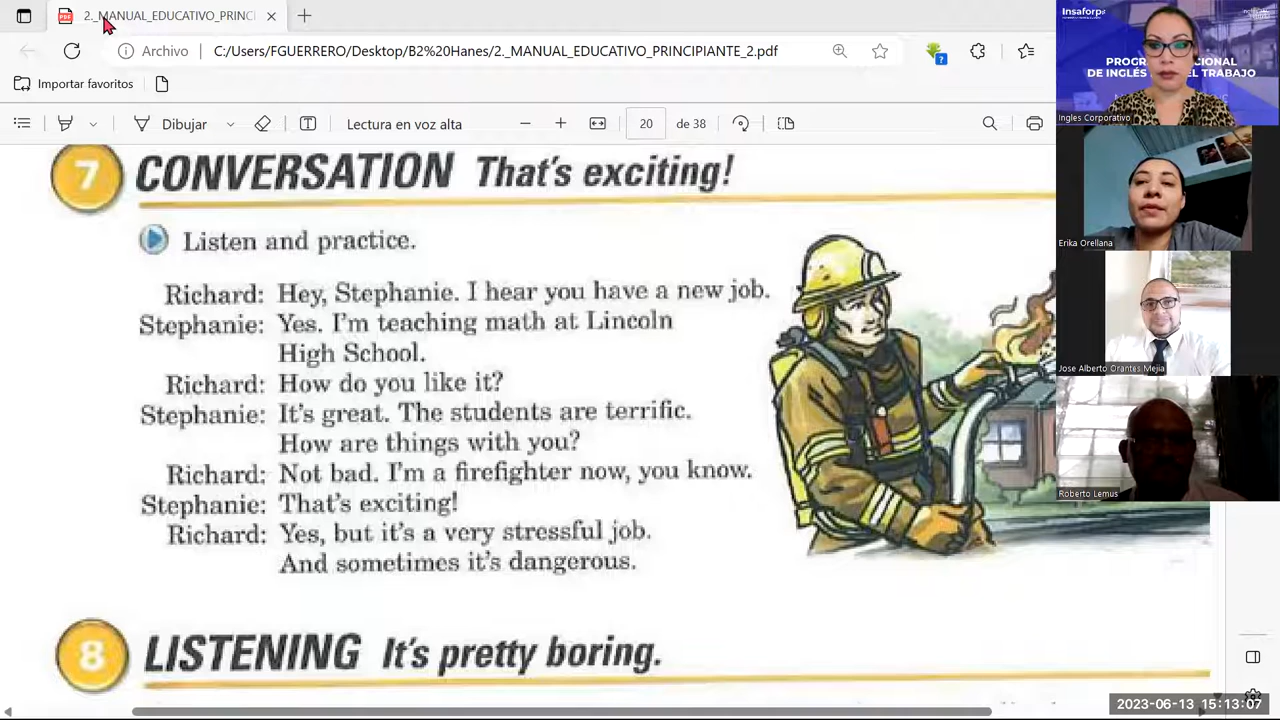 2._MANUAL_EDUCATIVO_PRINCI
Archivo
C:/Users/FGUERRERO/Desktop/B2%20Hanes/2._MANUAL_EDUCATIVO_PRINCIPIANTE_2.pdf
Importar favoritos
Dibujar
Lectura en voz alta
20
de 38
7 CONVERSATION That's exciting!
Listen and practice.
Richard: Hey, Stephanie. I hear you have a new job.
Stephanie: Yes. I'm teaching math at Lincoln
High School.
Richard: How do you like it?
Stephanie: It's great. The students are terrific.
How are things with you?
Richard: Not bad. I'm a firefighter now, you know.
Stephanie: That's exciting!
Richard: Yes, but it's a very stressful job.
And sometimes it's dangerous.
8 LISTENING It's pretty boring.
Insaforp
DE INGLÉS
EL TRABAJO
Ingles Corporativo
Erika Orellana
Jose Alberto Orantes Mejia
Roberto Lemus
2023-06-13 15:13:07